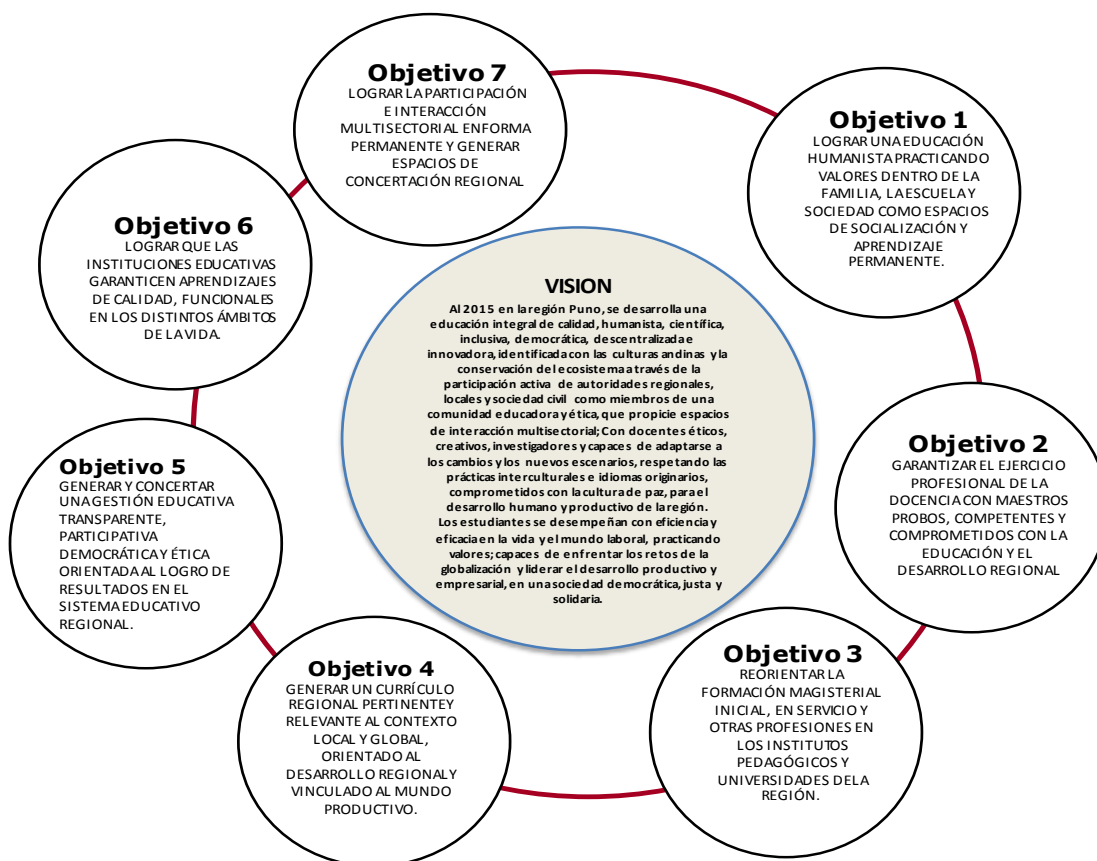 Objetivo 7
LOGRAR LA PARTICIPACIÓN
E INTERACCIÓN
MULTISECTORIAL ENFORMA
PERMANENTE Y GENERAR
ESPACIOS DE
CONCERTACIÓN REGIONAL
Objetivo 1
LOGRAR UNA EDUCACIÓN
HUMANISTA PRACTICANDO
VALORES DENTRO DE LA
FAMILIA, LA ESCUELA Y
SOCIEDAD COMO ESPACIOS
DE SOCIALIZACIÓN Y
APRENDIZAJE
PERMANENTE.
Objetivo 6
LOGRAR QUE LAS
INSTITUCIONES EDUCATIVAS
GARANTICEN APRENDIZAJES
DE CALIDAD, FUNCIONALES
EN LOS DISTINTOS ÁMBITOS
DE LA VIDA.
VISION
Al 2015 en la región Puno, se desarrolla una
educación integral de calidad, humanista, científica,
inclusiva, democrática, descentralizada e
innovadora, identificada con las culturas andinas y la
conservación del ecosistema a través de la
participación activa de autoridades regionales,
locales y sociedad civil como miembros de una
comunidad educadora y ética, que propicie espacios
de interacción multisectorial; Con docentes éticos,
creativos, investigadores y capaces de adaptarse a
los cambios y los nuevos escenarios, respetando las
prácticas interculturales e idiomas originarios,
comprometidos con la cultura de paz, para el
desarrollo humano y productivo de la región.
Los estudiantes se desempeñan con eficiencia y
eficacia en la vida y el mundo laboral, practicando
valores; capaces de enfrentar los retos de la
globalización y liderar el desarrollo productivo y
empresarial, en una sociedad democrática, justa y
solidaria.
Objetivo 2
GARANTIZAR EL EJERCICIO
PROFESIONAL DE LA
DOCENCIA CON MAESTROS
PROBOS, COMPETENTES Y
COMPROMETIDOS CON LA
EDUCACIÓN Y EL
DESARROLLO REGIONAL
Objetivo 5
GENERAR Y CONCERTAR
UNA GESTIÓN EDUCATIVA
TRANSPARENTE,
PARTICIPATIVA
DEMOCRÁTICA Y ÉTICA
ORIENTADA AL LOGRO DE
RESULTADOS EN EL
SISTEMA EDUCATIVO
REGIONAL.
Objetivo 4
GENERAR UN CURRÍCULO
REGIONAL PERTINENTE Y
RELEVANTE AL CONTEXTO
LOCAL Y GLOBAL,
ORIENTADO AL
DESARROLLO REGIONAL Y
VINCULADO AL MUNDO
PRODUCTIVO.
Objetivo 3
REORIENTAR LA
FORMACIÓN MAGISTERIAL
INICIAL, EN SERVICIO Y
OTRAS PROFESIONES EN
LOS INSTITUTOS
PEDAGÓGICOS Y
UNIVERSIDADES DE LA
REGIÓN.